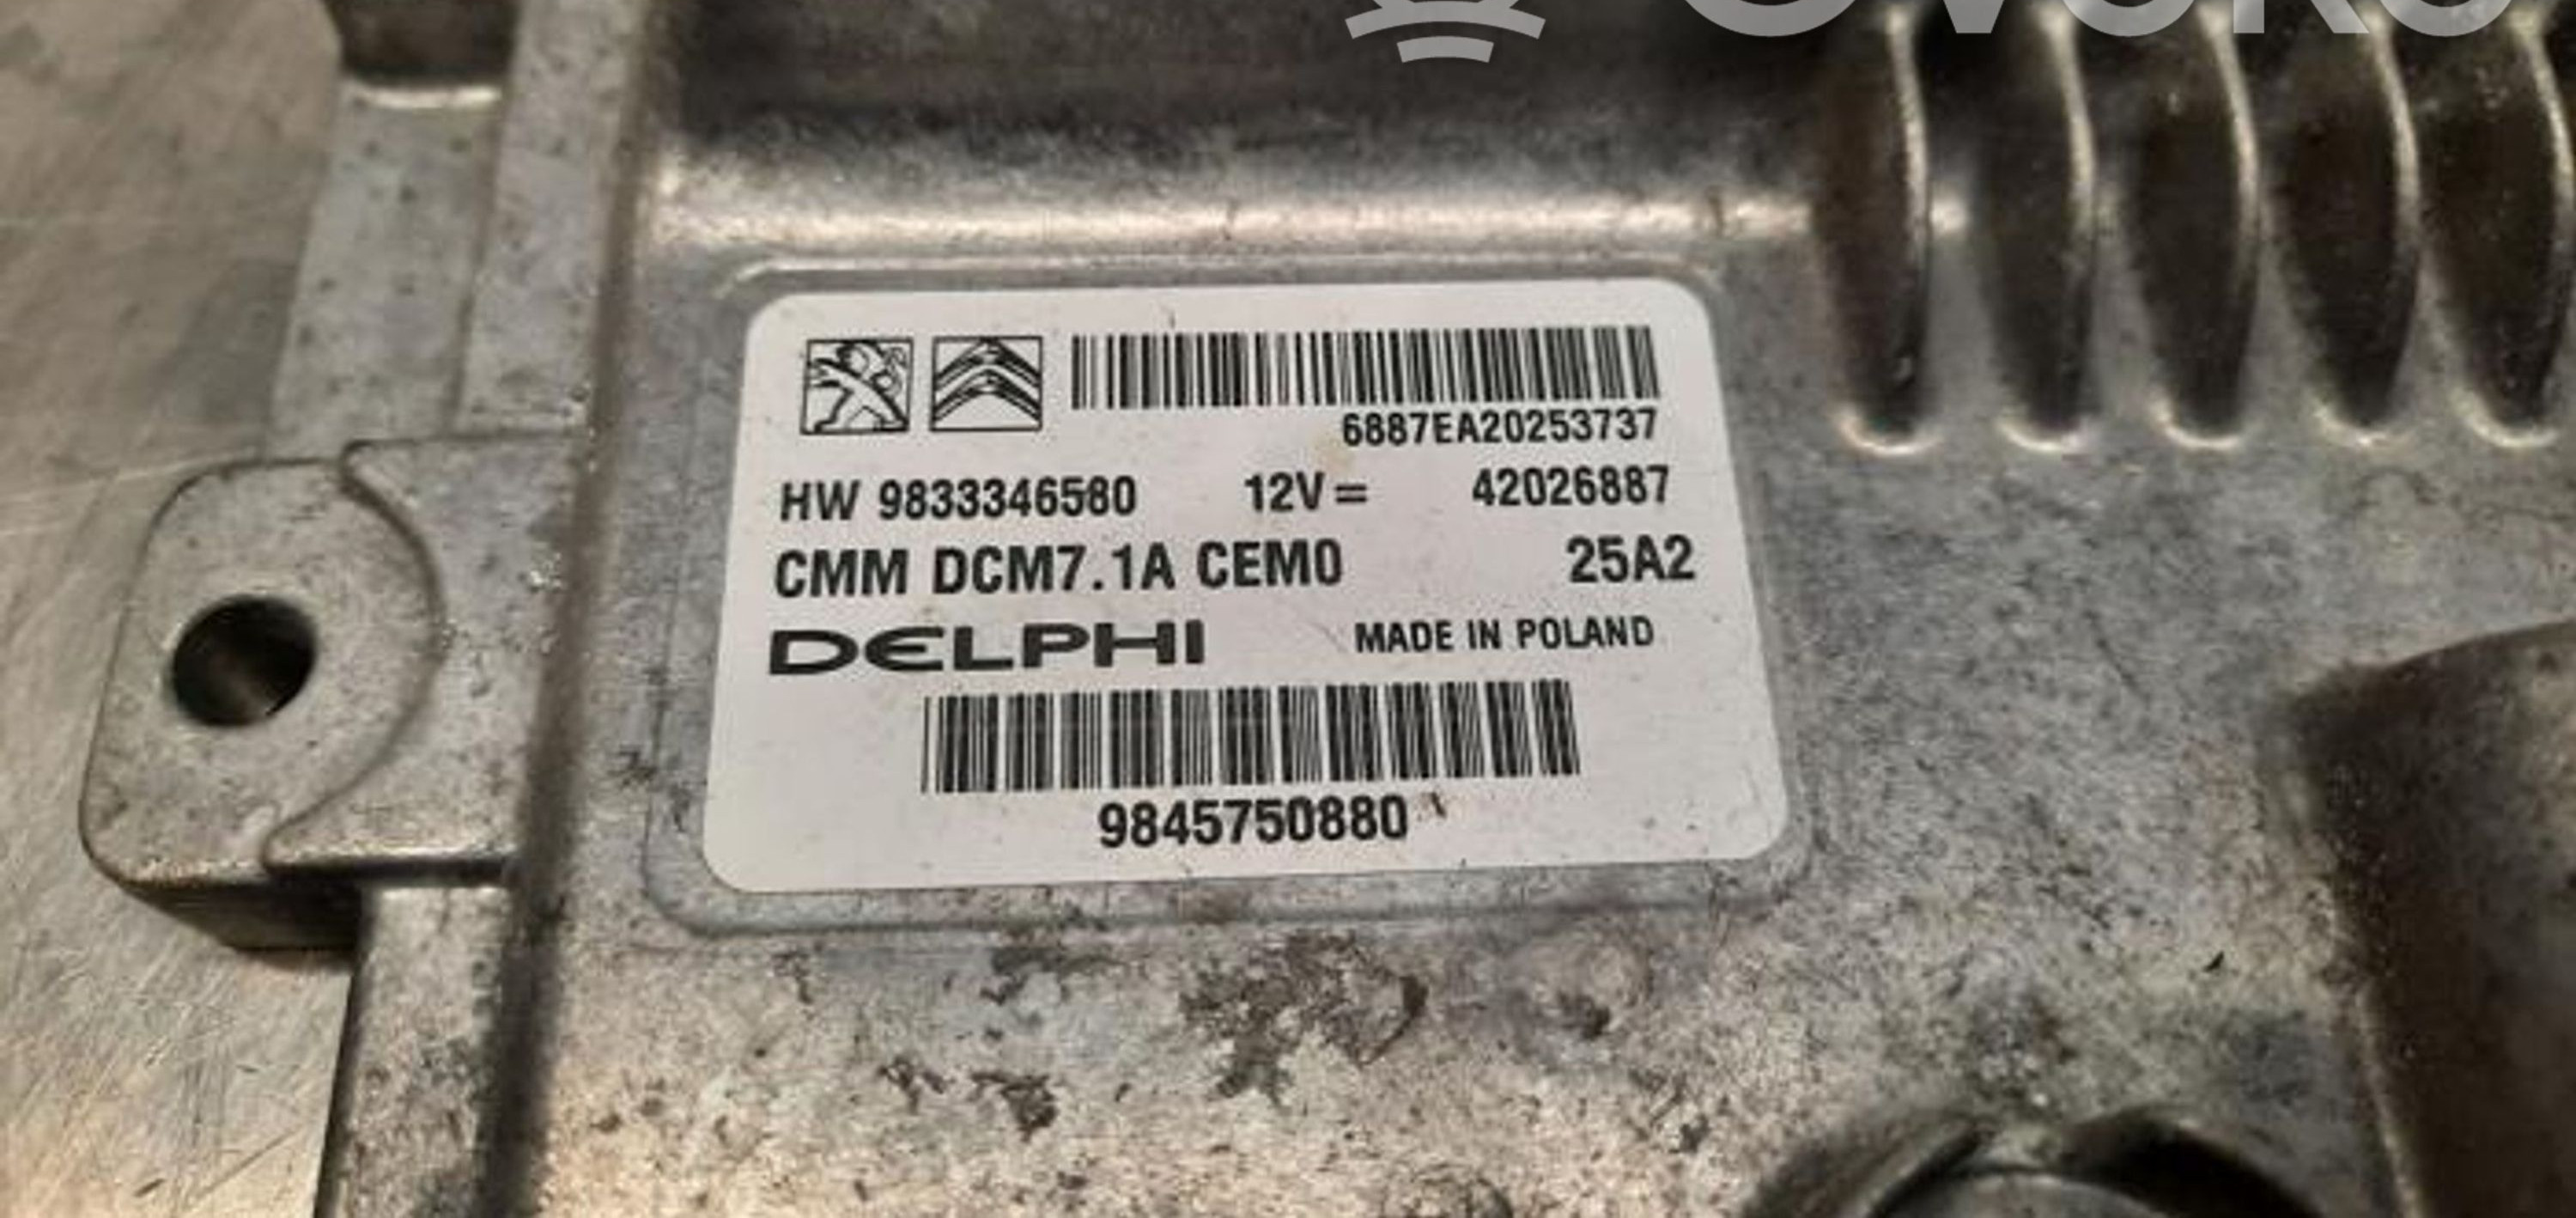 6887EA20253737
HW 9833346580 12V= 42026887
CMM DCM7.1A CEM0 25A2
DELPHI MADE IN POLAND
9845750880